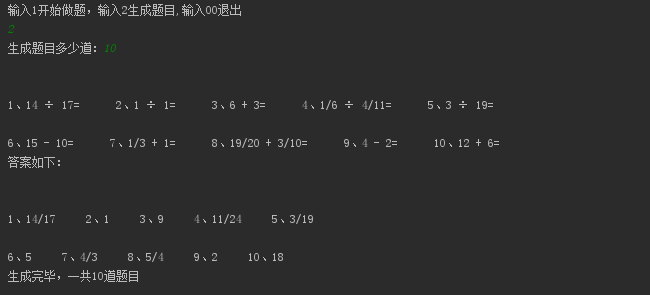 输入1开始做题，输入2生成题目,输入00退出
2
生成题目多少道: 10
1、14 ÷ 17=  2、1 ÷ 1=  3、6 + 3=  4、1/6 ÷ 4/11=  5、3 ÷ 19=
6、15 - 10=  7、1/3 + 1=  8、19/20 + 3/10=  9、4 - 2=  10、12 + 6=
答案如下:
1、14/17  2、1  3、9  4、11/24  5、3/19
6、5  7、4/3  8、5/4  9、2  10、18
生成完毕，一共10道题目